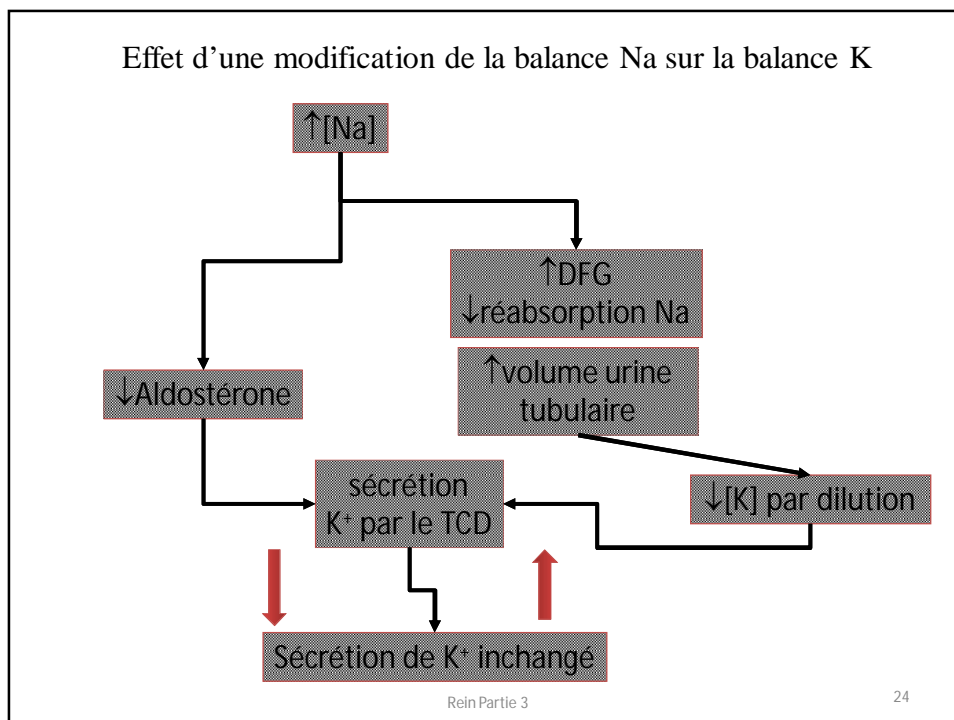 Effet d'une modification de la balance Na sur la balance K
↑[Na]
↑DFG
↓réabsorption Na
↑volume urine
tubulaire
↓Aldostérone
sécrétion
K⁺ par le TCD
↓[K] par dilution
Sécrétion de K⁺ inchangé
Rein Partie 3
24